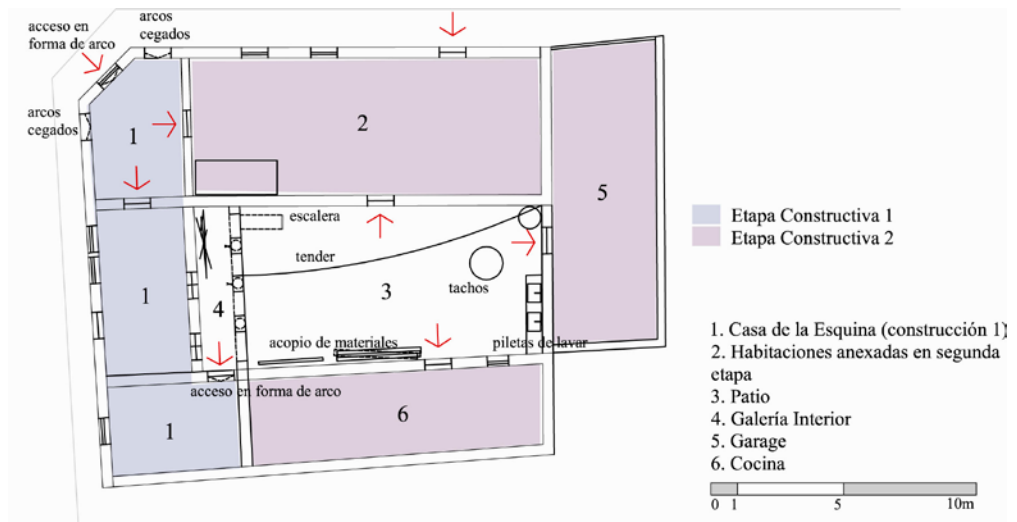 acceso en
forma de arco
arcos
cegados
arcos
cegados
1
2
5
escalera
tender
1
4
3
tachos
acopio de materiales
piletas de lavar
acceso en forma de arco
1
6
Etapa Constructiva 1
Etapa Constructiva 2
1. Casa de la Esquina (construcción 1)
2. Habitaciones anexadas en segunda
etapa
3. Patio
4. Galería Interior
5. Garage
6. Cocina
0 1 5 10m